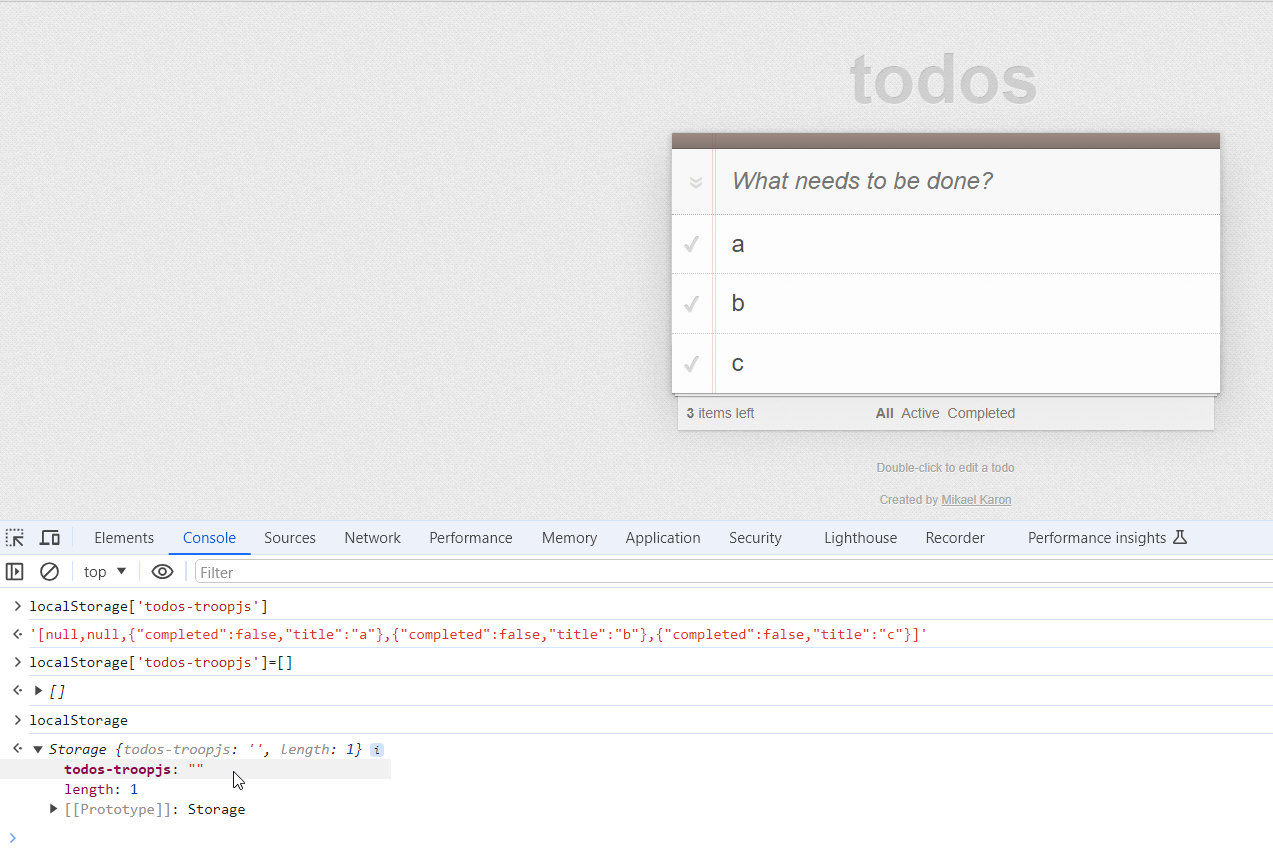 todos
What needs to be done?
a
b
c
3 items left All Active Completed
Double-click to edit a todo
Created by Mikael Karon
Elements Console Sources Network Performance Memory Application Security Lighthouse Recorder Performance insights
top Filter
localStorage['todos-troopjs']
'[null,null,{"completed":false,"title":"a"},{"completed":false,"title":"b"},{"completed":false,"title":"c"}]'
localStorage['todos-troopjs']=[]
[]
localStorage
Storage {todos-troopjs: '', length: 1} i
todos-troopjs: ""
length: 1
[[Prototype]]: Storage